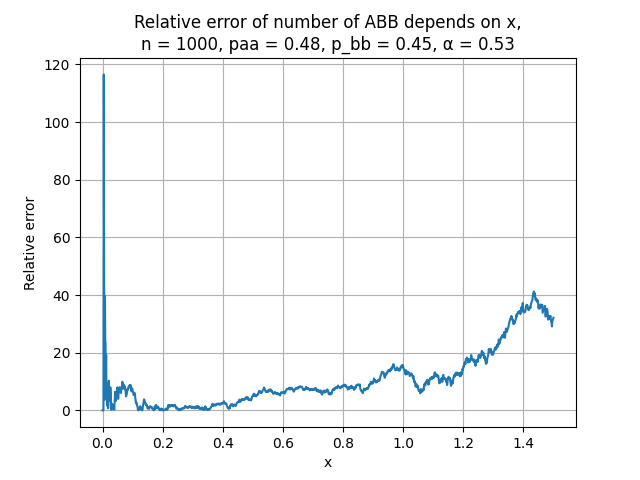 Relative error of number of ABB depends on x,
n = 1000, paa = 0.48, p_bb = 0.45, α = 0.53
120
100
80
60
40
20
0
Relative error
0.0 0.2 0.4 0.6 0.8 1.0 1.2 1.4
x